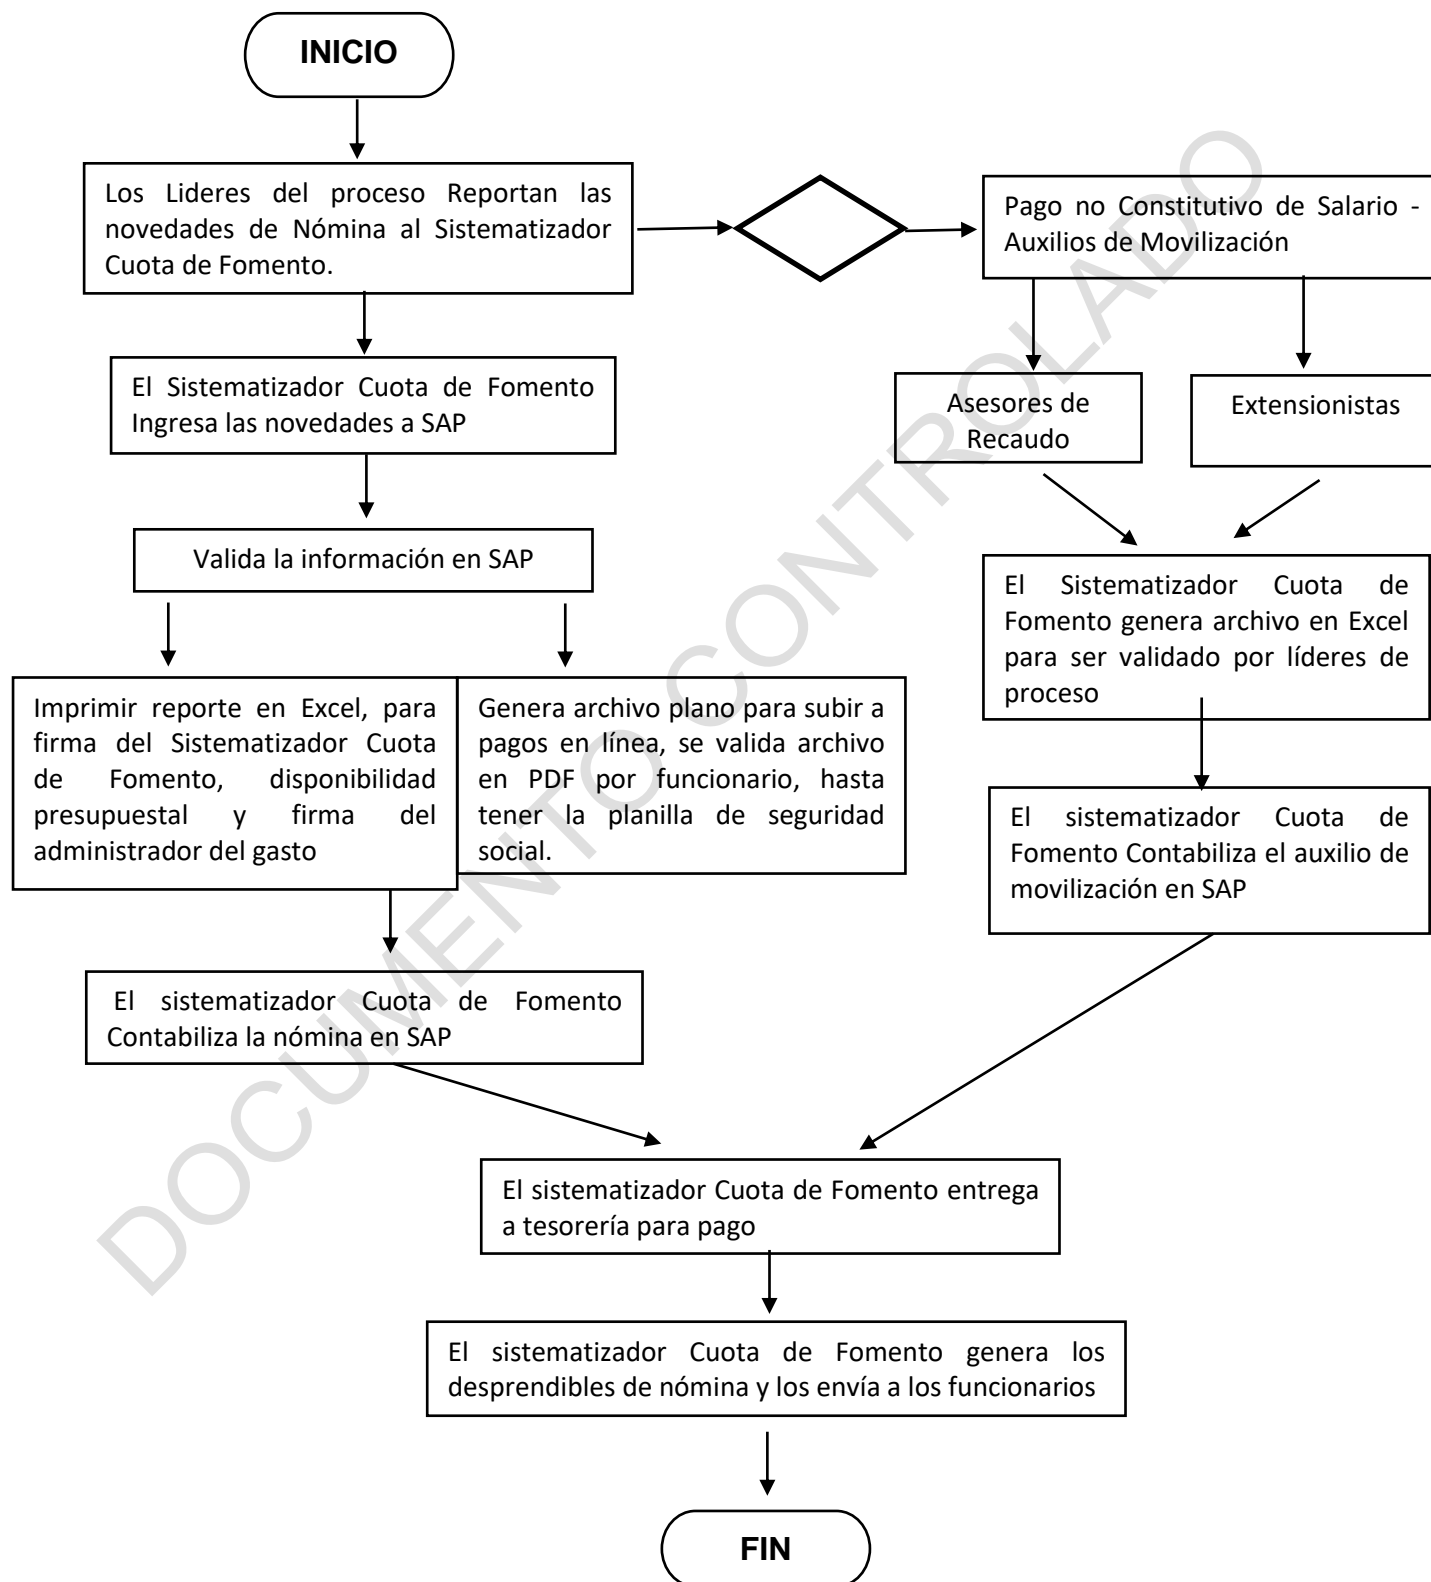 INICIO
Los Lideres del proceso Reportan las
novedades de Nómina al Sistematizador
Cuota de Fomento.
Pago no Constitutivo de Salario -
Auxilios de Movilización
El Sistematizador Cuota de Fomento
Ingresa las novedades a SAP
Asesores de
Recaudo
Extensionistas
Valida la información en SAP
El Sistematizador Cuota de
Fomento genera archivo en Excel
para ser validado por líderes de
proceso
Imprimir reporte en Excel, para
firma del Sistematizador Cuota
de Fomento, disponibilidad
presupuestal y firma del
administrador del gasto
Genera archivo plano para subir a
pagos en línea, se valida archivo
en PDF por funcionario, hasta
tener la planilla de seguridad
social.
El sistematizador Cuota de
Fomento Contabiliza el auxilio de
movilización en SAP
El sistematizador Cuota de Fomento
Contabiliza la nómina en SAP
El sistematizador Cuota de Fomento entrega
a tesorería para pago
El sistematizador Cuota de Fomento genera los
desprendibles de nómina y los envía a los funcionarios
FIN
DOCUMENTO CONTROLADO